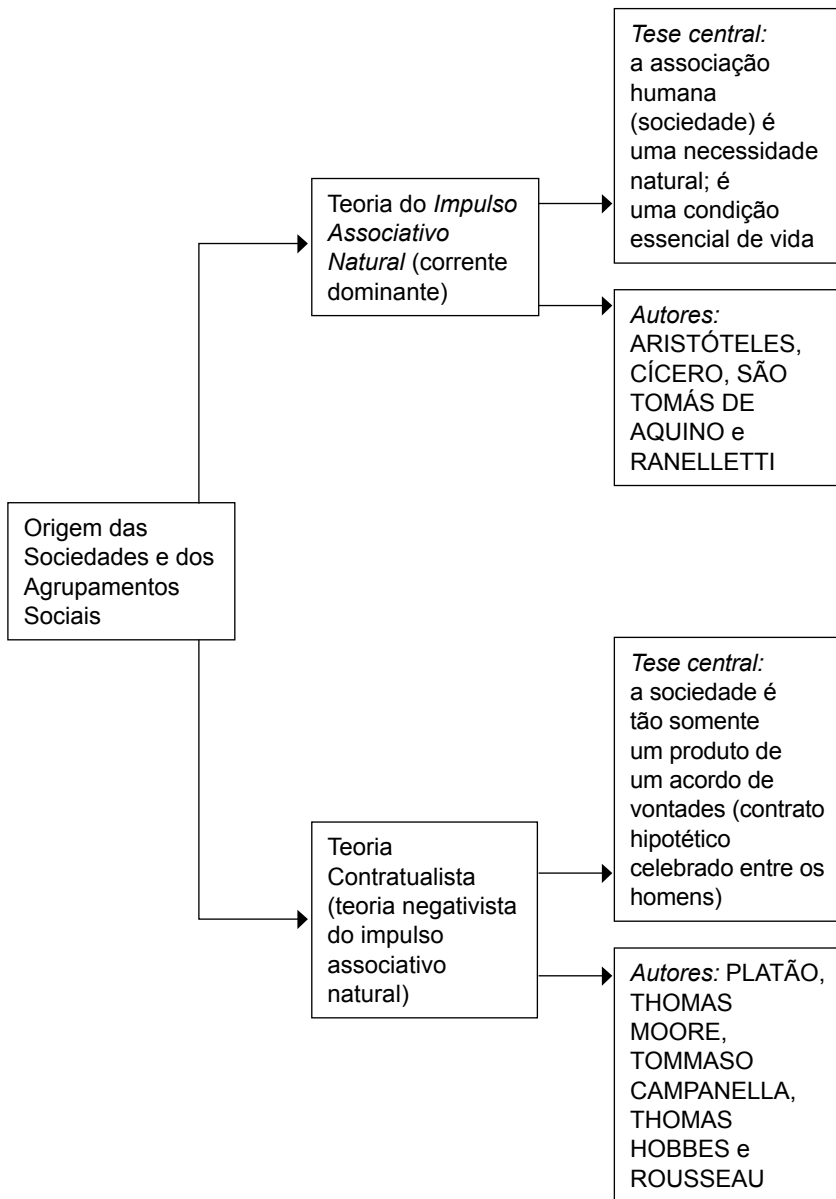 Tese central:
a associação
humana
(sociedade) é
uma necessidade
natural; é
uma condição
essencial de vida
Teoria do Impulso
Associativo
Natural (corrente
dominante)
Autores:
ARISTÓTELES,
CÍCERO, SÃO
TOMÁS DE
AQUINO e
RANELLETTI
Origem das
Sociedades e dos
Agrupamentos
Sociais
Tese central:
a sociedade é
tão somente
um produto de
um acordo de
vontades (contrato
hipotético
celebrado entre os
homens)
Teoria
Contratualista
(teoria negativista
do impulso
associativo
natural)
Autores: PLATÃO,
THOMAS
MOORE,
TOMMASO
CAMPANELLA,
THOMAS
HOBBES e
ROUSSEAU